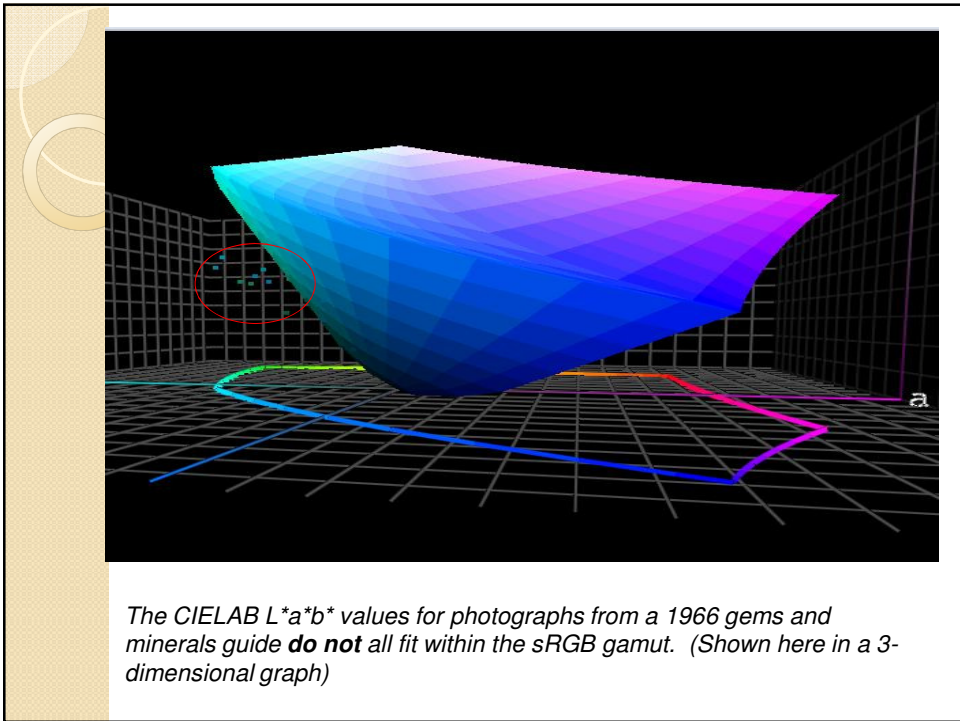 a
The CIELAB L*a*b* values for photographs from a 1966 gems and
minerals guide do not all fit within the sRGB gamut. (Shown here in a 3-
dimensional graph)